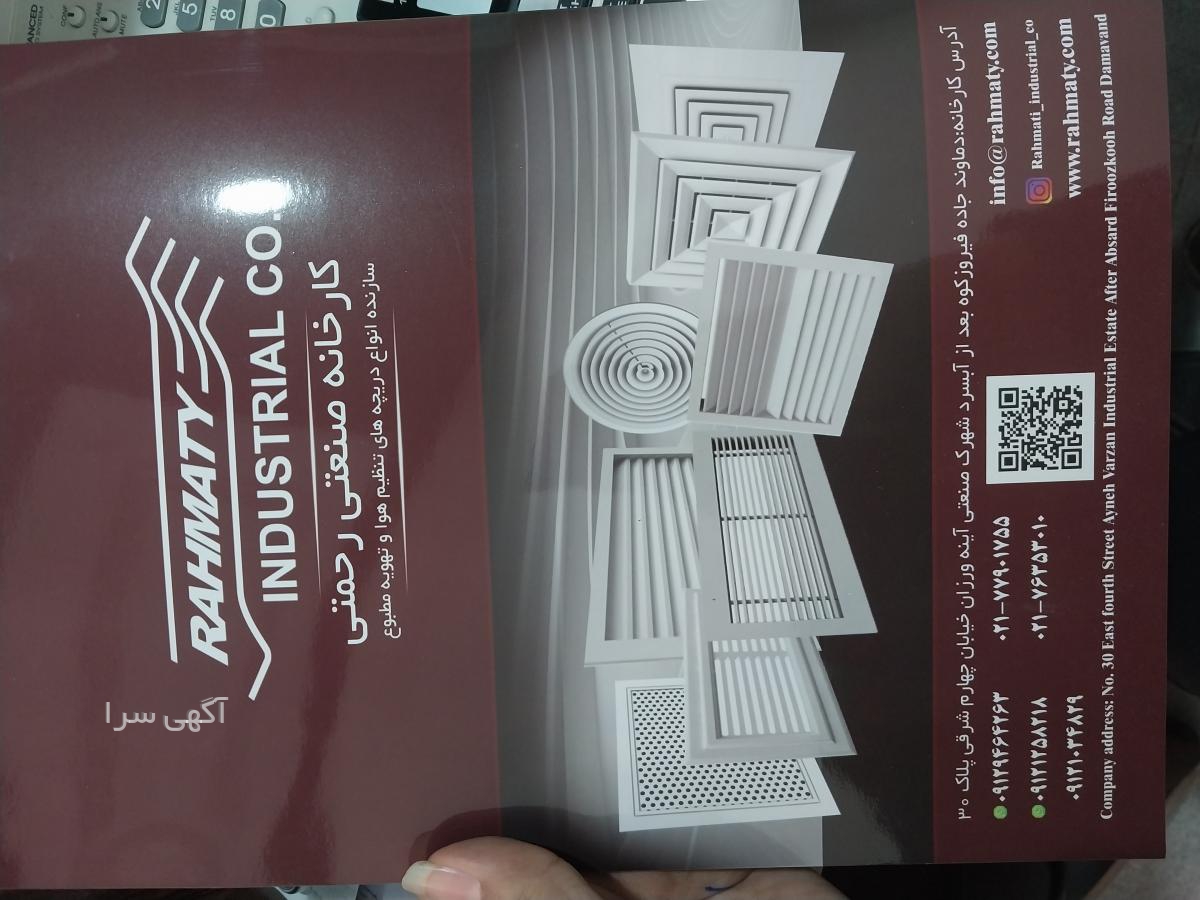 RAHMATY
INDUSTRIAL CO.
کارخانه صنعتی رحمتی
سازنده انواع دریچه های تنظیم هوا و تهویه مطبوع
آگهی سرا
آدرس کارخانه:دماوند جاده فیروزکوه بعد از آبسرد شهرک صنعتی آینه ورزان خیابان چهارم شرقی پلاک ۳۰
۰۹۱۲۹۴۶۴۲۶۳
۰۲۱-۷۷۹۰۱۷۵۵
info@rahmaty.com
۰۹۱۲۱۲۵۸۲۱۸
۰۲۱-۷۶۳۵۳۰۱۰
Rahmati_industrial_co
۰۹۱۲۱۰۳۴۸۲۹
www.rahmaty.com
Company address: No. 30 East fourth Street Ayneh Varzan Industrial Estate After Absard Firoozkooh Road Damavand